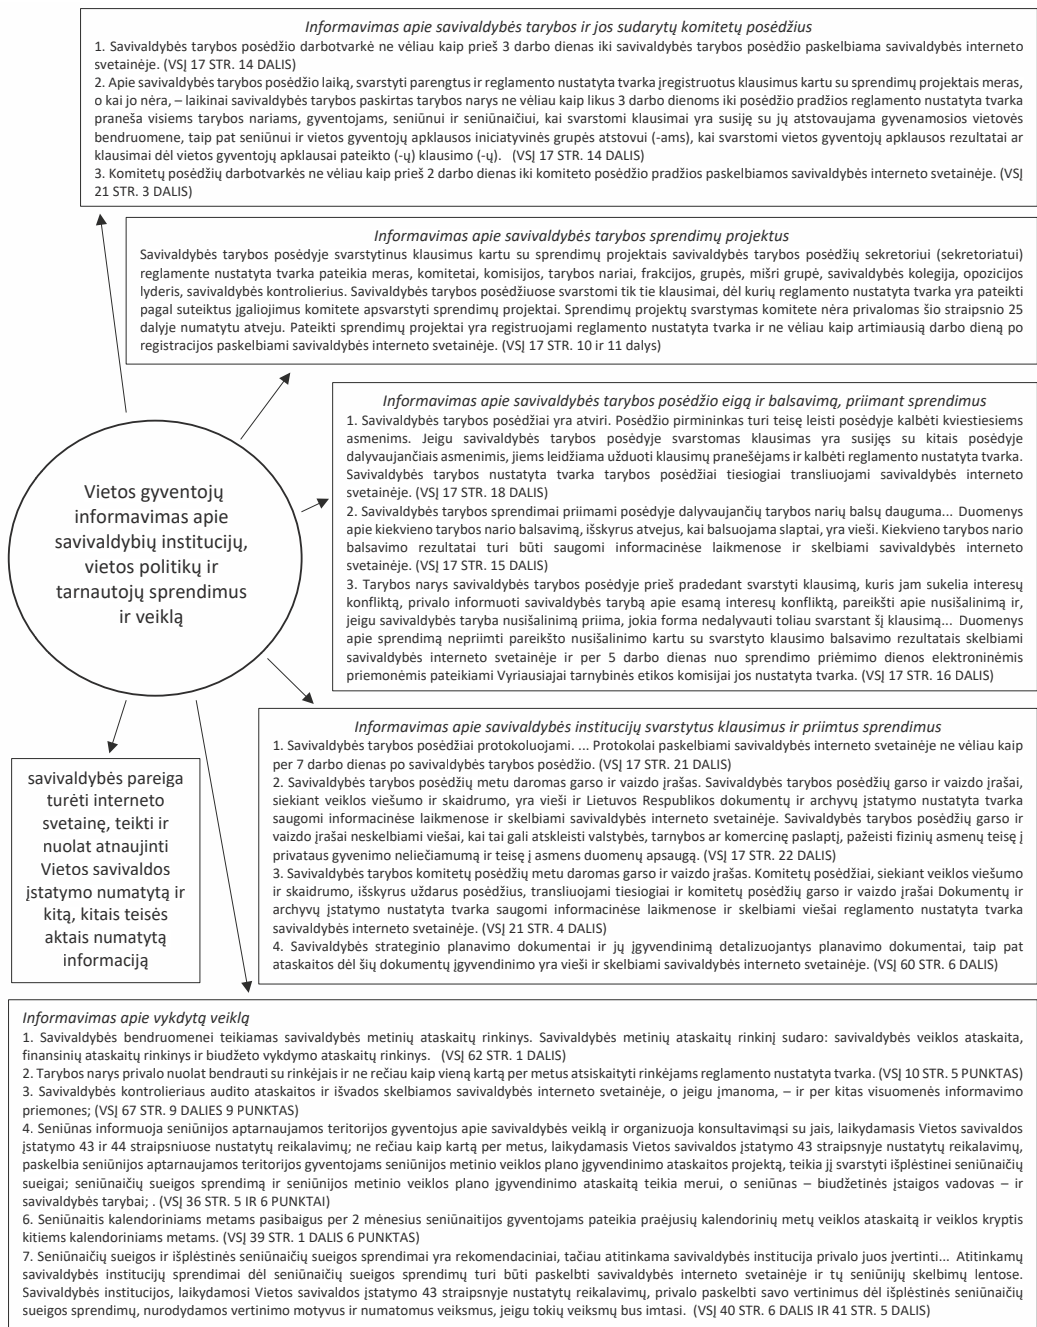 Informavimas apie savivaldybės tarybos ir jos sudarytų komitetų posėdžius
1. Savivaldybės tarybos posėdžio darbotvarkė ne vėliau kaip prieš 3 darbo dienas iki savivaldybės tarybos posėdžio paskelbiama savivaldybės interneto
svetainėje. (VSĮ 17 STR. 14 DALIS)
2. Apie savivaldybės tarybos posėdžio laiką, svarstyti parengtus ir reglamento nustatyta tvarka įregistruotus klausimus kartu su sprendimų projektais meras,
o kai jo nėra, – laikinai savivaldybės tarybos paskirtas tarybos narys ne vėliau kaip likus 3 darbo dienoms iki posėdžio pradžios reglamento nustatyta tvarka
praneša visiems tarybos nariams, gyventojams, seniūnui ir seniūnaičiui, kai svarstomi klausimai yra susiję su jų atstovaujama gyvenamosios vietovės
bendruomene, taip pat seniūnui ir vietos gyventojų apklausos iniciatyvinės grupės atstovui (-ams), kai svarstomi vietos gyventojų apklausos rezultatai ar
klausimai dėl vietos gyventojų apklausai pateikto (-ų) klausimo (-ų). (VSĮ 17 STR. 14 DALIS)
3. Komitetų posėdžių darbotvarkės ne vėliau kaip prieš 2 darbo dienas iki komiteto posėdžio pradžios paskelbiamos savivaldybės interneto svetainėje. (VSĮ
21 STR. 3 DALIS)
Informavimas apie savivaldybės tarybos sprendimų projektus
Savivaldybės tarybos posėdyje svarstytinus klausimus kartu su sprendimų projektais savivaldybės tarybos posėdžių sekretoriui (sekretoriatui)
reglamente nustatyta tvarka pateikia meras, komitetai, komisijos, tarybos nariai, frakcijos, grupės, mišri grupė, savivaldybės kolegija, opozicijos
lyderis, savivaldybės kontrolierius. Savivaldybės tarybos posėdžiuose svarstomi tik tie klausimai, dėl kurių reglamento nustatyta tvarka yra pateikti
pagal suteiktus įgaliojimus komitete apsvarstyti sprendimų projektai. Sprendimų projektų svarstymas komitete nėra privalomas šio straipsnio 25
dalyje numatytu atveju. Pateikti sprendimų projektai yra registruojami reglamento nustatyta tvarka ir ne vėliau kaip artimiausią darbo dieną po
registracijos paskelbiami savivaldybės interneto svetainėje. (VSĮ 17 STR. 10 ir 11 dalys)
Informavimas apie savivaldybės tarybos posėdžio eigą ir balsavimą, priimant sprendimus
1. Savivaldybės tarybos posėdžiai yra atviri. Posėdžio pirmininkas turi teisę leisti posėdyje kalbėti kviestiesiems
asmenims. Jeigu savivaldybės tarybos posėdyje svarstomas klausimas yra susijęs su kitais posėdyje
dalyvaujančiais asmenimis, jiems leidžiama užduoti klausimų pranešėjams ir kalbėti reglamento nustatyta tvarka.
Savivaldybės tarybos nustatyta tvarka tarybos posėdžiai tiesiogiai transliuojami savivaldybės interneto
svetainėje. (VSĮ 17 STR. 18 DALIS)
2. Savivaldybės tarybos sprendimai priimami posėdyje dalyvaujančių tarybos narių balsų dauguma... Duomenys
apie kiekvieno tarybos nario balsavimą, išskyrus atvejus, kai balsuojama slaptai, yra vieši. Kiekvieno tarybos nario
balsavimo rezultatai turi būti saugomi informacinėse laikmenose ir skelbiami savivaldybės interneto
svetainėje. (VSĮ 17 STR. 15 DALIS)
3. Tarybos narys savivaldybės tarybos posėdyje prieš pradedant svarstyti klausimą, kuris jam sukelia interesų
konfliktą, privalo informuoti savivaldybės tarybą apie esamą interesų konfliktą, pareikšti apie nusišalinimą ir,
jeigu savivaldybės taryba nusišalinimą priima, jokia forma nedalyvauti toliau svarstant šį klausimą... Duomenys
apie sprendimą nepriimti pareikšto nusišalinimo kartu su svarstyto klausimo balsavimo rezultatais skelbiami
savivaldybės interneto svetainėje ir per 5 darbo dienas nuo sprendimo priėmimo dienos elektroninėmis
priemonėmis pateikiami Vyriausiajai tarnybinės etikos komisijai jos nustatyta tvarka. (VSĮ 17 STR. 16 DALIS)
Vietos gyventojų
informavimas apie
savivaldybių institucijų,
vietos politikų ir
tarnautojų sprendimus
ir veiklą
Informavimas apie savivaldybės institucijų svarstytus klausimus ir priimtus sprendimus
1. Savivaldybės tarybos posėdžiai protokoluojami. ... Protokolai paskelbiami savivaldybės interneto svetainėje ne vėliau kaip
per 7 darbo dienas po savivaldybės tarybos posėdžio. (VSĮ 17 STR. 21 DALIS)
2. Savivaldybės tarybos posėdžių metu daromas garso ir vaizdo įrašas. Savivaldybės tarybos posėdžių garso ir vaizdo įrašai,
siekiant veiklos viešumo ir skaidrumo, yra vieši ir Lietuvos Respublikos dokumentų ir archyvų įstatymo nustatyta tvarka
saugomi informacinėse laikmenose ir skelbiami savivaldybės interneto svetainėje. Savivaldybės tarybos posėdžių garso ir
vaizdo įrašai neskelbiami viešai, kai tai gali atskleisti valstybės, tarnybos ar komercinę paslaptį, pažeisti fizinių asmenų teisę į
privataus gyvenimo neliečiamumą ir teisę į asmens duomenų apsaugą. (VSĮ 17 STR. 22 DALIS)
3. Savivaldybės tarybos komitetų posėdžių metu daromas garso ir vaizdo įrašas. Komitetų posėdžiai, siekiant veiklos viešumo
ir skaidrumo, išskyrus uždarus posėdžius, transliuojami tiesiogiai ir komitetų posėdžių garso ir vaizdo įrašai Dokumentų ir
archyvų įstatymo nustatyta tvarka saugomi informacinėse laikmenose ir skelbiami viešai reglamento nustatyta tvarka
savivaldybės interneto svetainėje. (VSĮ 21 STR. 4 DALIS)
4. Savivaldybės strateginio planavimo dokumentai ir jų įgyvendinimą detalizuojantys planavimo dokumentai, taip pat
ataskaitos dėl šių dokumentų įgyvendinimo yra vieši ir skelbiami savivaldybės interneto svetainėje. (VSĮ 60 STR. 6 DALIS)
savivaldybės pareiga
turėti interneto
svetainę, teikti ir
nuolat atnaujinti
Vietos savivaldos
įstatymo numatytą ir
kitą, kitais teisės
aktais numatytą
informaciją
Informavimas apie vykdytą veiklą
1. Savivaldybės bendruomenei teikiamas savivaldybės metinių ataskaitų rinkinys. Savivaldybės metinių ataskaitų rinkinį sudaro: savivaldybės veiklos ataskaita,
finansinių ataskaitų rinkinys ir biudžeto vykdymo ataskaitų rinkinys. (VSĮ 62 STR. 1 DALIS)
2. Tarybos narys privalo nuolat bendrauti su rinkėjais ir ne rečiau kaip vieną kartą per metus atsiskaityti rinkėjams reglamento nustatyta tvarka. (VSĮ 10 STR. 5 PUNKTAS)
3. Savivaldybės kontrolieriaus audito ataskaitos ir išvados skelbiamos savivaldybės interneto svetainėje, o jeigu įmanoma, – ir per kitas visuomenės informavimo
priemones; (VSĮ 67 STR. 9 DALIES 9 PUNKTAS)
4. Seniūnas informuoja seniūnijos aptarnaujamos teritorijos gyventojus apie savivaldybės veiklą ir organizuoja konsultavimąsi su jais, laikydamasis Vietos savivaldos
įstatymo 43 ir 44 straipsniuose nustatytų reikalavimų; ne rečiau kaip kartą per metus, laikydamasis Vietos savivaldos įstatymo 43 straipsnyje nustatytų reikalavimų,
paskelbia seniūnijos aptarnaujamos teritorijos gyventojams seniūnijos metinio veiklos plano įgyvendinimo ataskaitos projektą, teikia jį svarstyti išplėstinei seniūnaičių
sueigai; seniūnaičių sueigos sprendimą ir seniūnijos metinio veiklos plano įgyvendinimo ataskaitą teikia merui, o seniūnas – biudžetinės įstaigos vadovas – ir
savivaldybės tarybai; . (VSĮ 36 STR. 5 IR 6 PUNKTAI)
6. Seniūnaitis kalendoriniams metams pasibaigus per 2 mėnesius seniūnaitijos gyventojams pateikia praėjusių kalendorinių metų veiklos ataskaitą ir veiklos kryptis
kitiems kalendoriniams metams. (VSĮ 39 STR. 1 DALIS 6 PUNKTAS)
7. Seniūnaičių sueigos ir išplėstinės seniūnaičių sueigos sprendimai yra rekomendaciniai, tačiau atitinkama savivaldybės institucija privalo juos įvertinti... Atitinkamų
savivaldybės institucijų sprendimai dėl seniūnaičių sueigos sprendimų turi būti paskelbti savivaldybės interneto svetainėje ir tų seniūnijų skelbimų lentose.
Savivaldybės institucijos, laikydamosi Vietos savivaldos įstatymo 43 straipsnyje nustatytų reikalavimų, privalo paskelbti savo vertinimus dėl išplėstinės seniūnaičių
sueigos sprendimų, nurodydamos vertinimo motyvus ir numatomus veiksmus, jeigu tokių veiksmų bus imtasi. (VSĮ 40 STR. 6 DALIS IR 41 STR. 5 DALIS)